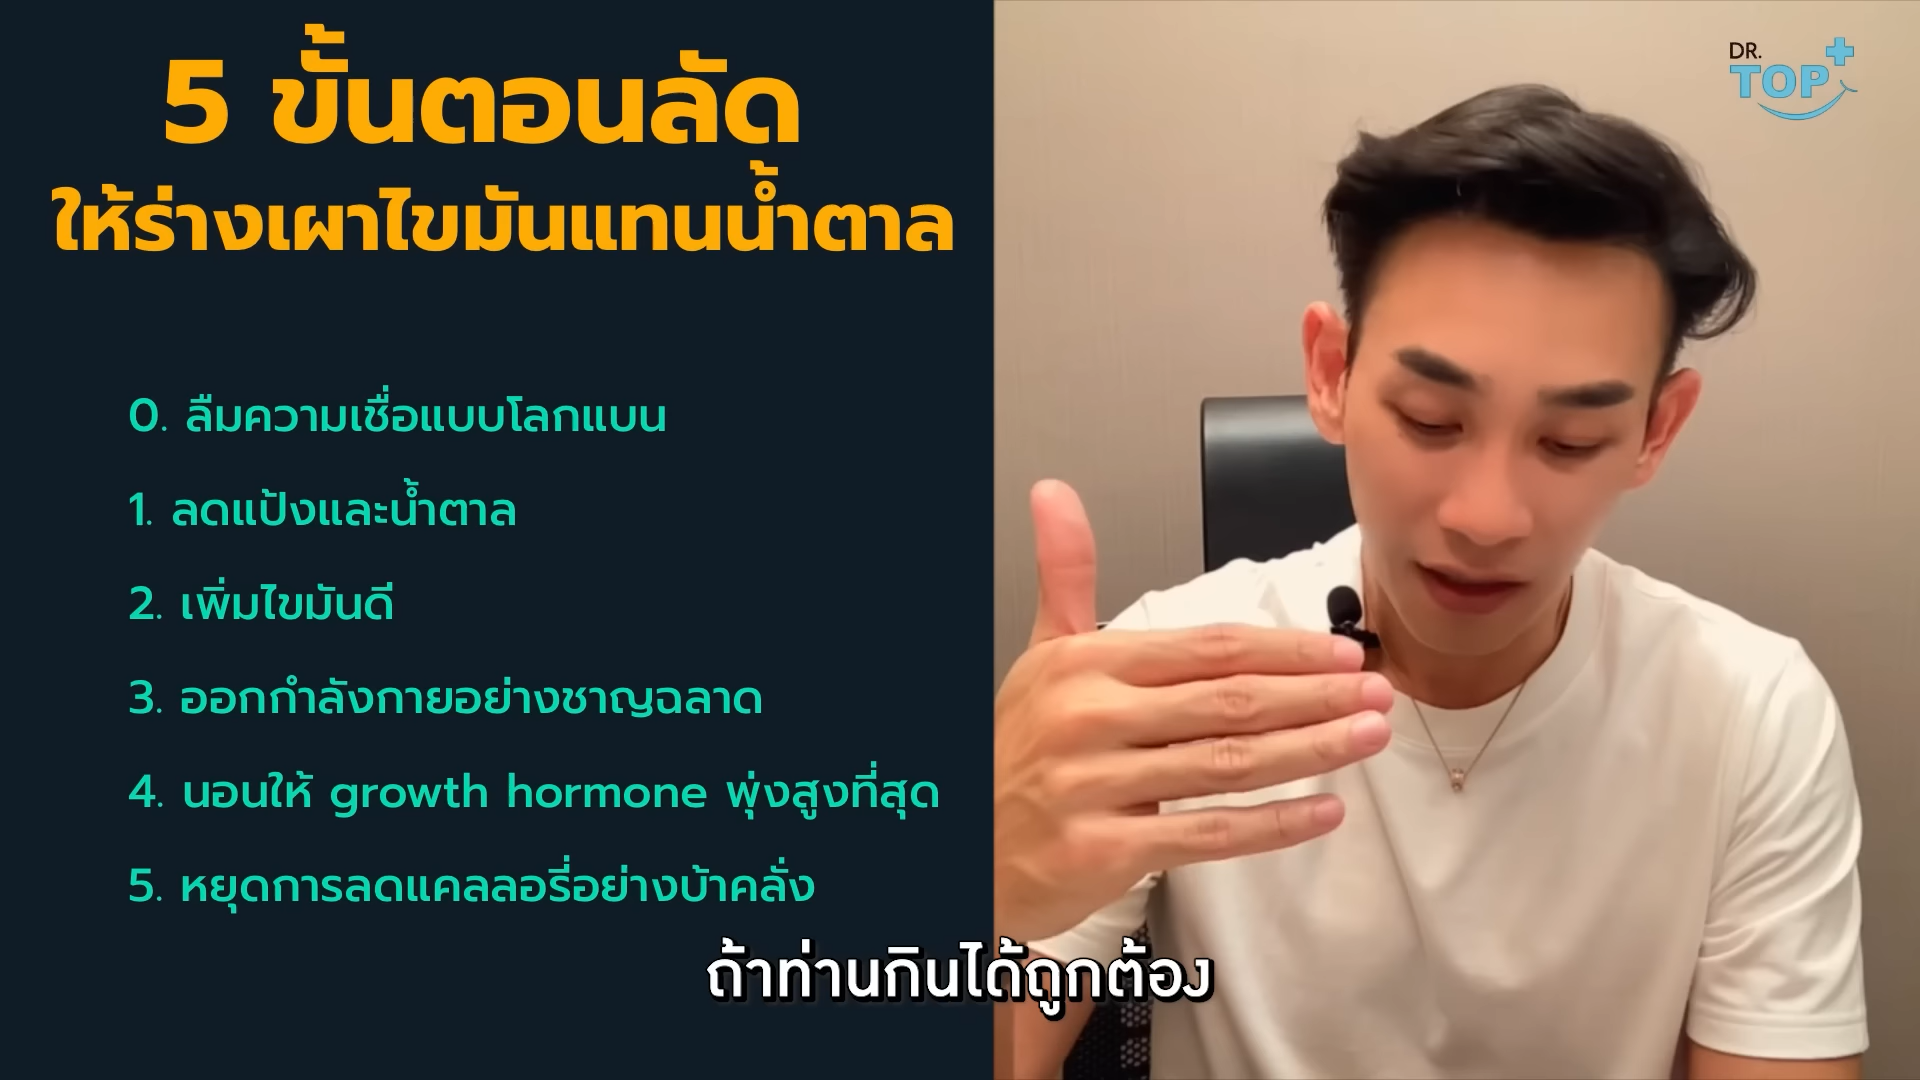 5 ขั้นตอนลัด
ให้ร่างเผาไขมันแทนน้ำตาล
0. ลืมความเชื่อแบบโลกแบน
1. ลดแป้งและน้ำตาล
2. เพิ่มไขมันดี
3. ออกกำลังกายอย่างชาญฉลาด
4. นอนให้ growth hormone พุ่งสูงที่สุด
5. หยุดการลดแคลลอรี่อย่างบ้าคลั่ง
ถ้าท่านกินได้ถูกต้อง
DR.
TOP+